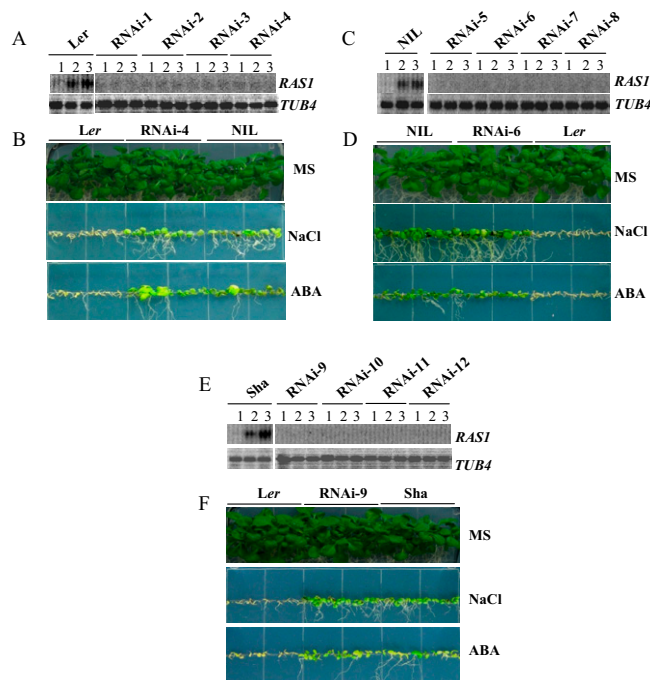 A
Ler RNAi-1 RNAi-2 RNAi-3 RNAi-4
1 2 3 1 2 3 1 2 3 1 2 3 1 2 3
RAS1
TUB4
B
Ler RNAi-4 NIL
MS
NaCl
ABA
C
NIL RNAi-5 RNAi-6 RNAi-7 RNAi-8
1 2 3 1 2 3 1 2 3 1 2 3 1 2 3
RAS1
TUB4
D
NIL RNAi-6 Ler
MS
NaCl
ABA
E
Sha RNAi-9 RNAi-10 RNAi-11 RNAi-12
1 2 3 1 2 3 1 2 3 1 2 3 1 2 3
RAS1
TUB4
F
Ler RNAi-9 Sha
MS
NaCl
ABA